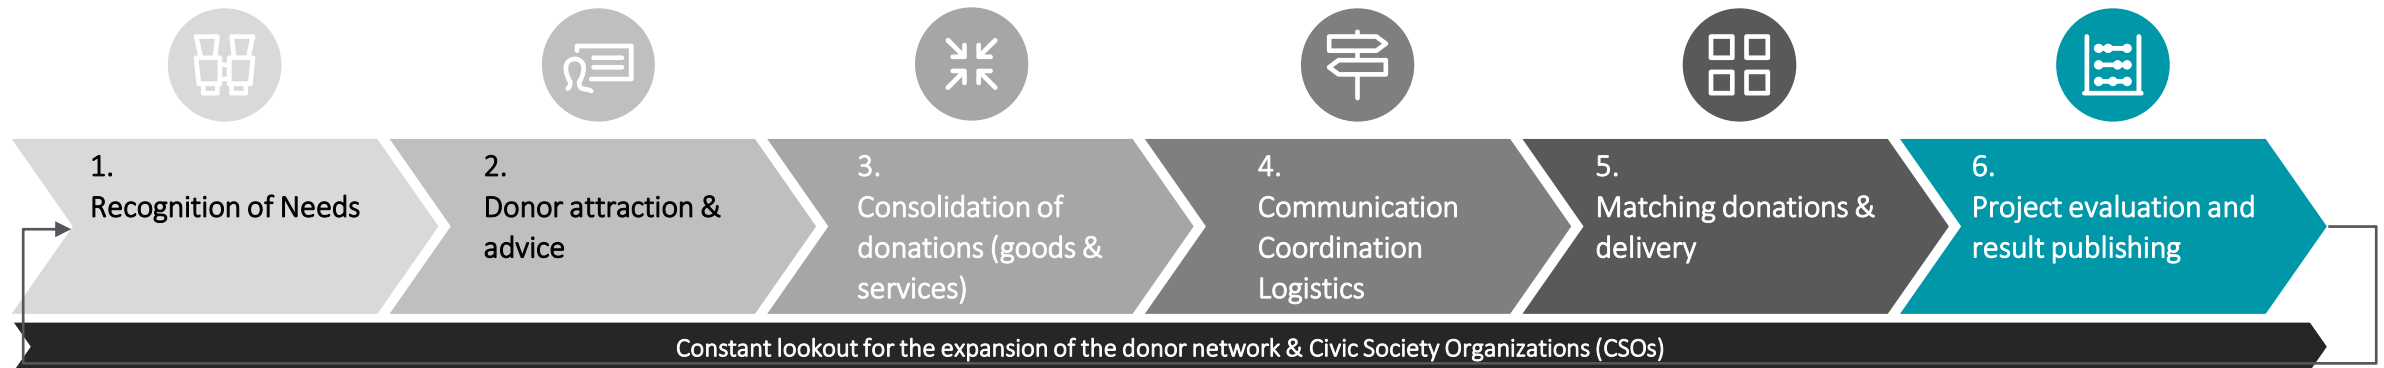 1.
Recognition of Needs
2.
Donor attraction &
advice
3.
Consolidation of
donations (goods &
services)
4.
Communication
Coordination
Logistics
5.
Matching donations &
delivery
6.
Project evaluation and
result publishing
Constant lookout for the expansion of the donor network & Civic Society Organizations (CSOs)